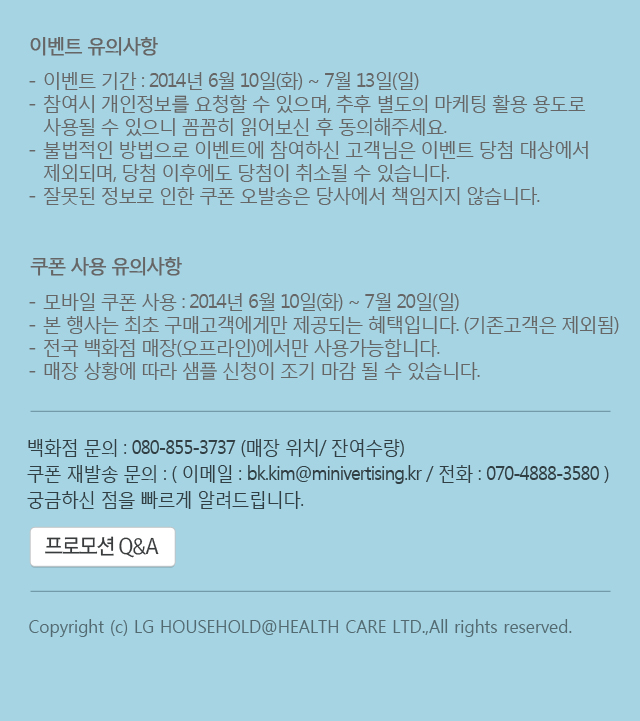 이벤트 유의사항
- 이벤트 기간 : 2014년 6월 10일(화) ~ 7월 13일(일)
- 참여시 개인정보를 요청할 수 있으며, 추후 별도의 마케팅 활용 용도로
사용될 수 있으니 꼼꼼히 읽어보신 후 동의해주세요.
- 불법적인 방법으로 이벤트에 참여하신 고객님은 이벤트 당첨 대상에서
제외되며, 당첨 이후에도 당첨이 취소될 수 있습니다.
- 잘못된 정보로 인한 쿠폰 오발송은 당사에서 책임지지 않습니다.
쿠폰 사용 유의사항
- 모바일 쿠폰 사용 : 2014년 6월 10일(화) ~ 7월 20일(일)
- 본 행사는 최초 구매고객에게만 제공되는 혜택입니다. (기존고객은 제외됨)
- 전국 백화점 매장(오프라인)에서만 사용가능합니다.
- 매장 상황에 따라 샘플 신청이 조기 마감 될 수 있습니다.
백화점 문의 : 080-855-3737 (매장 위치/ 잔여수량)
쿠폰 재발송 문의 : ( 이메일 : bk.kim@minivertising.kr / 전화 : 070-4888-3580 )
궁금하신 점을 빠르게 알려드립니다.
프로모션 Q&A
Copyright (c) LG HOUSEHOLD@HEALTH CARE LTD.,All rights reserved.